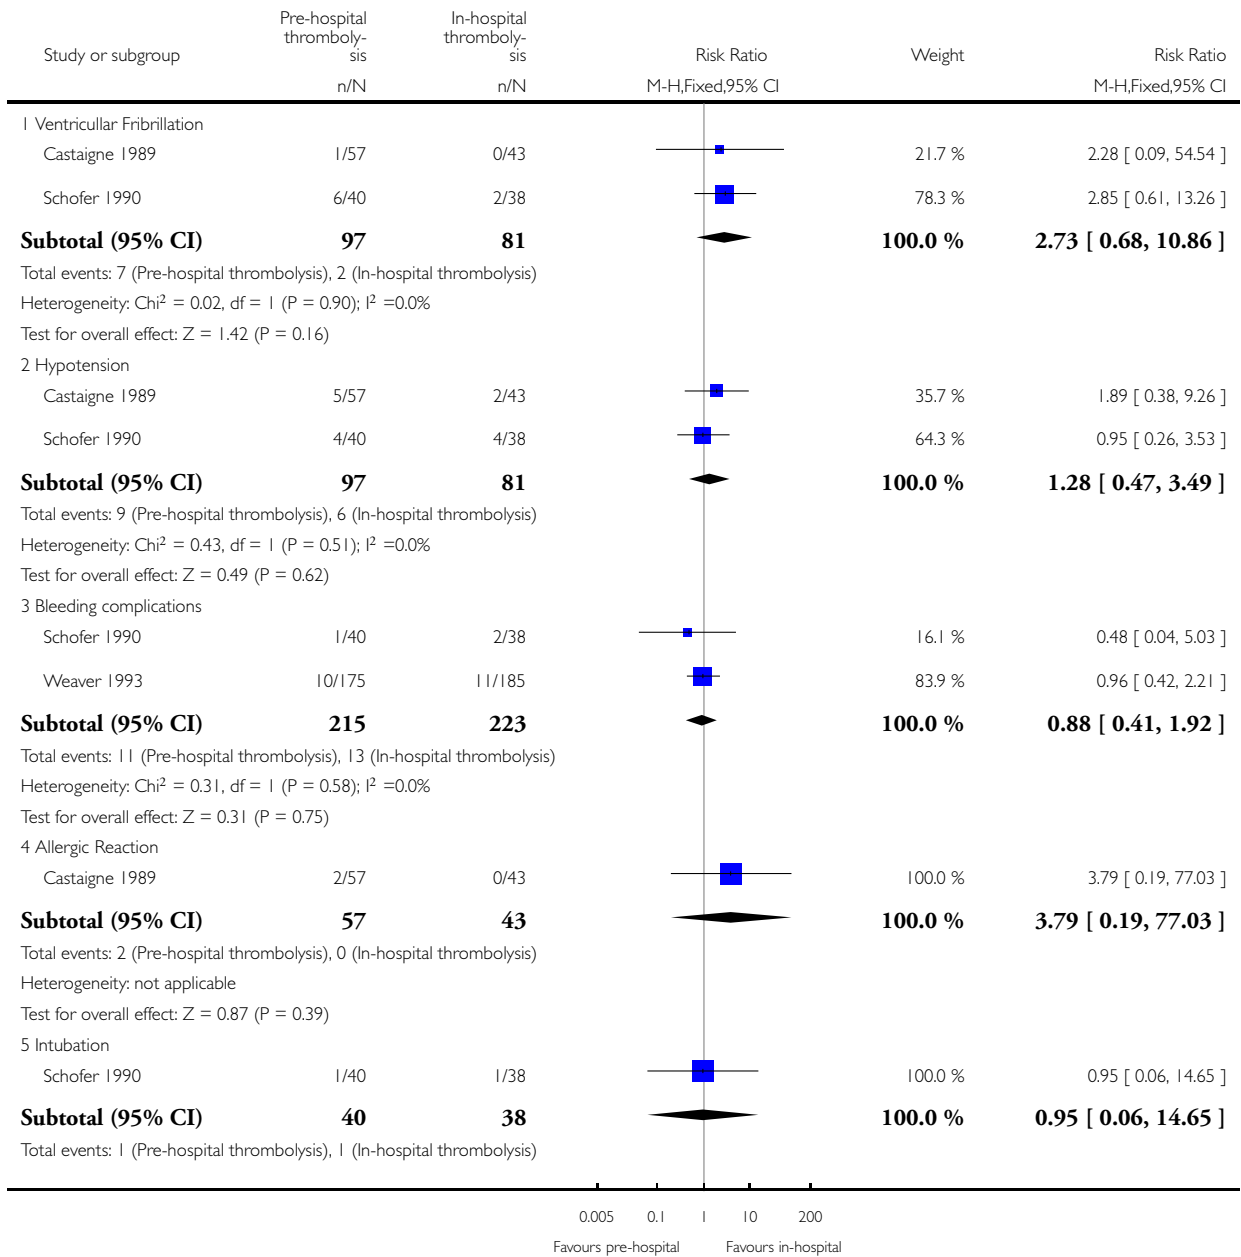 Study or subgroup Pre-hospital thromboly- sis In-hospital thromboly- sis Risk Ratio Weight Risk Ratio
n/N n/N M-H,Fixed,95% CI M-H,Fixed,95% CI
1 Ventricullar Fribrillation
Castaigne 1989 1/57 0/43 21.7 % 2.28 [ 0.09, 54.54 ]
Schofer 1990 6/40 2/38 78.3 % 2.85 [ 0.61, 13.26 ]
Subtotal (95% CI) 97 81 100.0 % 2.73 [ 0.68, 10.86 ]
Total events: 7 (Pre-hospital thrombolysis), 2 (In-hospital thrombolysis)
Heterogeneity: Chi² = 0.02, df = 1 (P = 0.90); I² =0.0%
Test for overall effect: Z = 1.42 (P = 0.16)
2 Hypotension
Castaigne 1989 5/57 2/43 35.7 % 1.89 [ 0.38, 9.26 ]
Schofer 1990 4/40 4/38 64.3 % 0.95 [ 0.26, 3.53 ]
Subtotal (95% CI) 97 81 100.0 % 1.28 [ 0.47, 3.49 ]
Total events: 9 (Pre-hospital thrombolysis), 6 (In-hospital thrombolysis)
Heterogeneity: Chi² = 0.43, df = 1 (P = 0.51); I² =0.0%
Test for overall effect: Z = 0.49 (P = 0.62)
3 Bleeding complications
Schofer 1990 1/40 2/38 16.1 % 0.48 [ 0.04, 5.03 ]
Weaver 1993 10/175 11/185 83.9 % 0.96 [ 0.42, 2.21 ]
Subtotal (95% CI) 215 223 100.0 % 0.88 [ 0.41, 1.92 ]
Total events: 11 (Pre-hospital thrombolysis), 13 (In-hospital thrombolysis)
Heterogeneity: Chi² = 0.31, df = 1 (P = 0.58); I² =0.0%
Test for overall effect: Z = 0.31 (P = 0.75)
4 Allergic Reaction
Castaigne 1989 2/57 0/43 100.0 % 3.79 [ 0.19, 77.03 ]
Subtotal (95% CI) 57 43 100.0 % 3.79 [ 0.19, 77.03 ]
Total events: 2 (Pre-hospital thrombolysis), 0 (In-hospital thrombolysis)
Heterogeneity: not applicable
Test for overall effect: Z = 0.87 (P = 0.39)
5 Intubation
Schofer 1990 1/40 1/38 100.0 % 0.95 [ 0.06, 14.65 ]
Subtotal (95% CI) 40 38 100.0 % 0.95 [ 0.06, 14.65 ]
Total events: 1 (Pre-hospital thrombolysis), 1 (In-hospital thrombolysis)
0.005 0.1 1 10 200
Favours pre-hospital Favours in-hospital